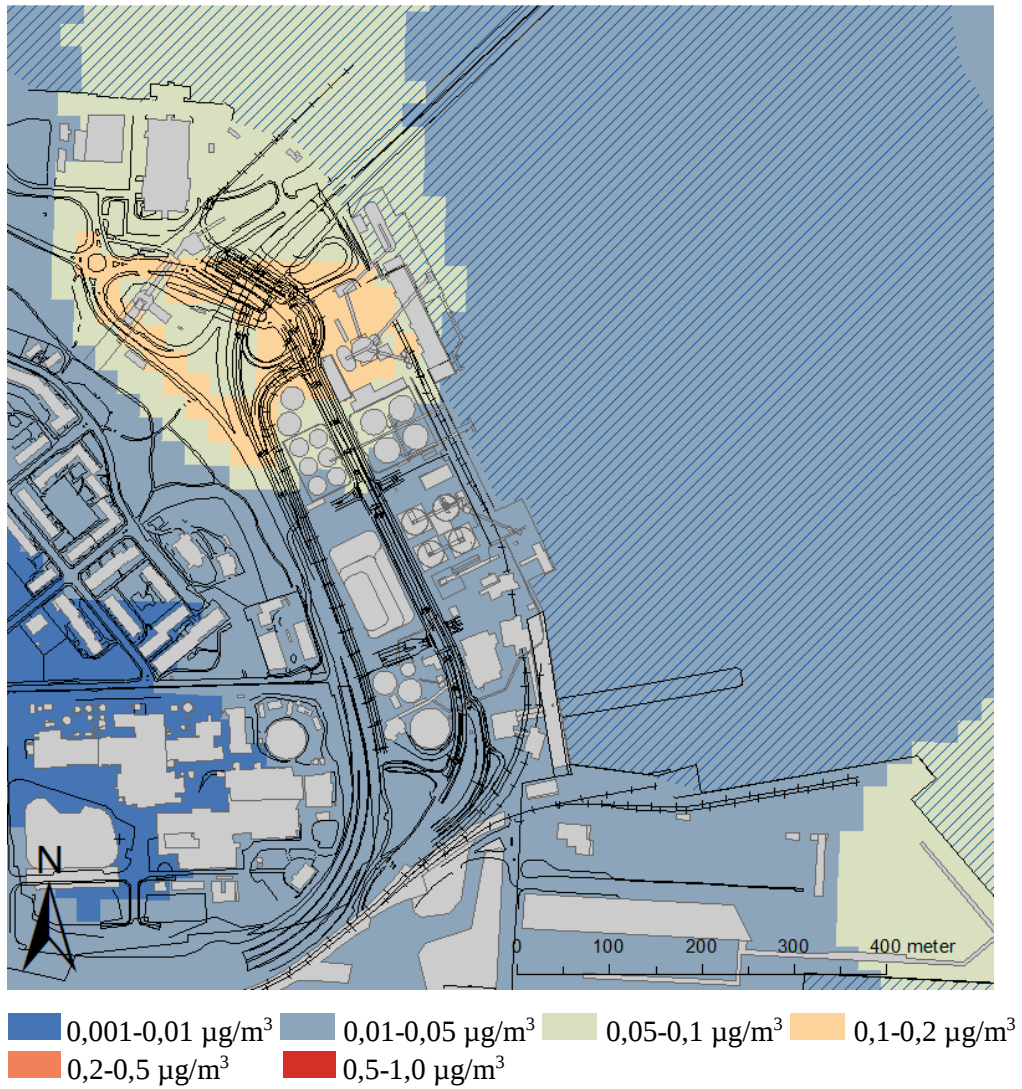 N
0 100 200 300 400 meter
0,001-0,01 µg/m³ 0,01-0,05 µg/m³ 0,05-0,1 µg/m³ 0,1-0,2 µg/m³
0,2-0,5 µg/m³ 0,5-1,0 µg/m³